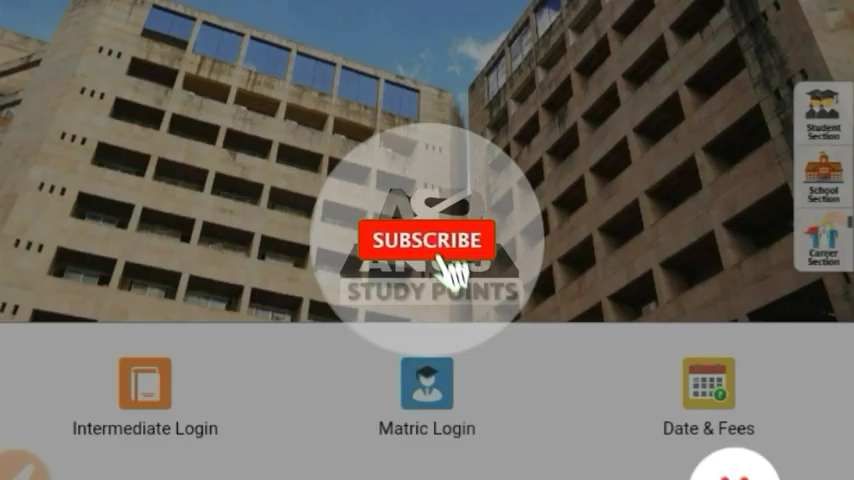 Student
Section
School
Section
Career
Section
SUBSCRIBE
STUDY POINTS
Intermediate Login
Matric Login
Date & Fees